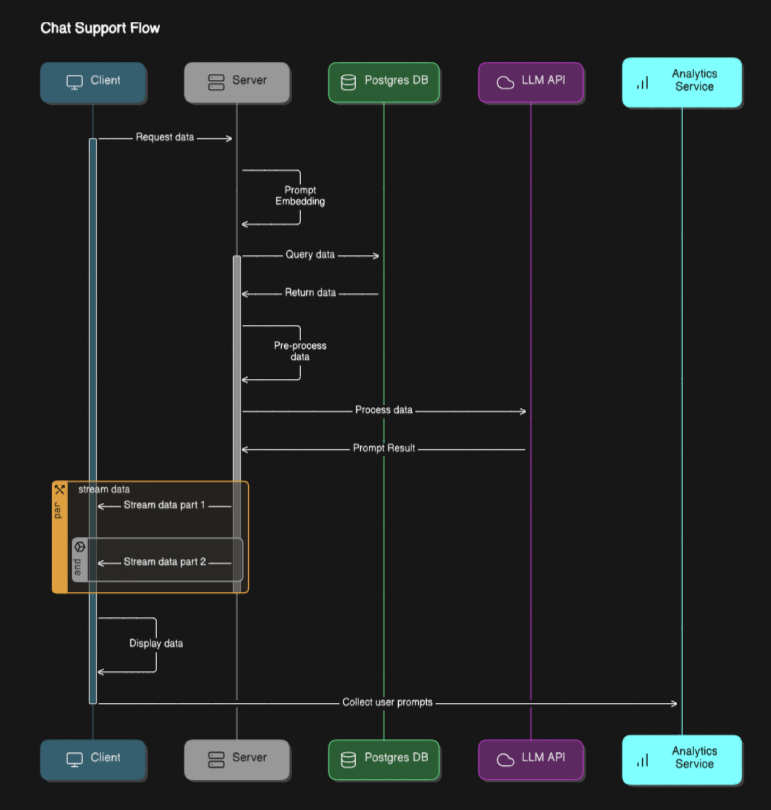 Chat Support Flow
Client
Server
Postgres DB
LLM API
Analytics
Service
Request data
Prompt
Embedding
Query data
Return data
Pre-process
data
Process data
Prompt Result
par
stream data
Stream data part 1
and
Stream data part 2
Display data
Collect user prompts
Client
Server
Postgres DB
LLM API
Analytics
Service